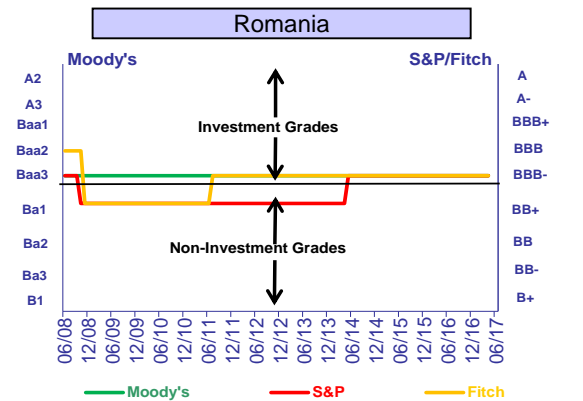 Romania
Moody's S&P/Fitch
A2 A
A3 A-
Baa1 BBB+
Investment Grades
Baa2 BBB
Baa3 BBB-
Ba1 BB+
Ba2 BB
Non-Investment Grades
Ba3 BB-
B1 B+
06/08 12/08 06/09 12/09 06/10 12/10 06/11 12/11 06/12 12/12 06/13 12/13 06/14 12/14 06/15 12/15 06/16 12/16 06/17
Moody's S&P Fitch